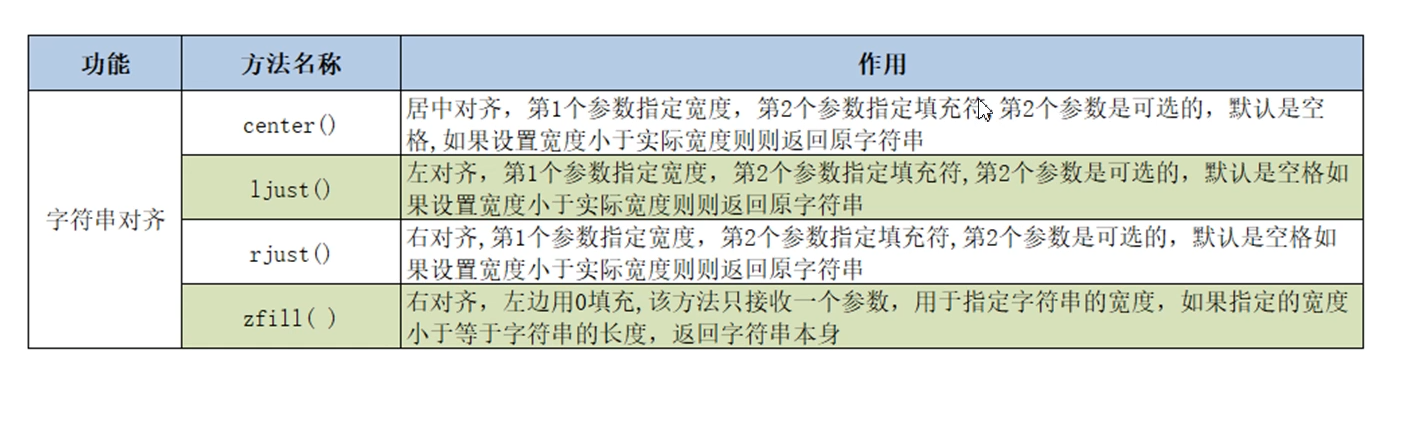 功能 方法名称 作用
字符串对齐
center()
居中对齐，第1个参数指定宽度，第2个参数指定填充符,第2个参数是可选的，默认是空
格,如果设置宽度小于实际宽度则则返回原字符串
ljust()
左对齐，第1个参数指定宽度，第2个参数指定填充符,第2个参数是可选的，默认是空格如
果设置宽度小于实际宽度则则返回原字符串
rjust()
右对齐,第1个参数指定宽度，第2个参数指定填充符,第2个参数是可选的，默认是空格如
果设置宽度小于实际宽度则则返回原字符串
zfill( )
右对齐，左边用0填充,该方法只接收一个参数，用于指定字符串的宽度，如果指定的宽度
小于等于字符串的长度，返回字符串本身